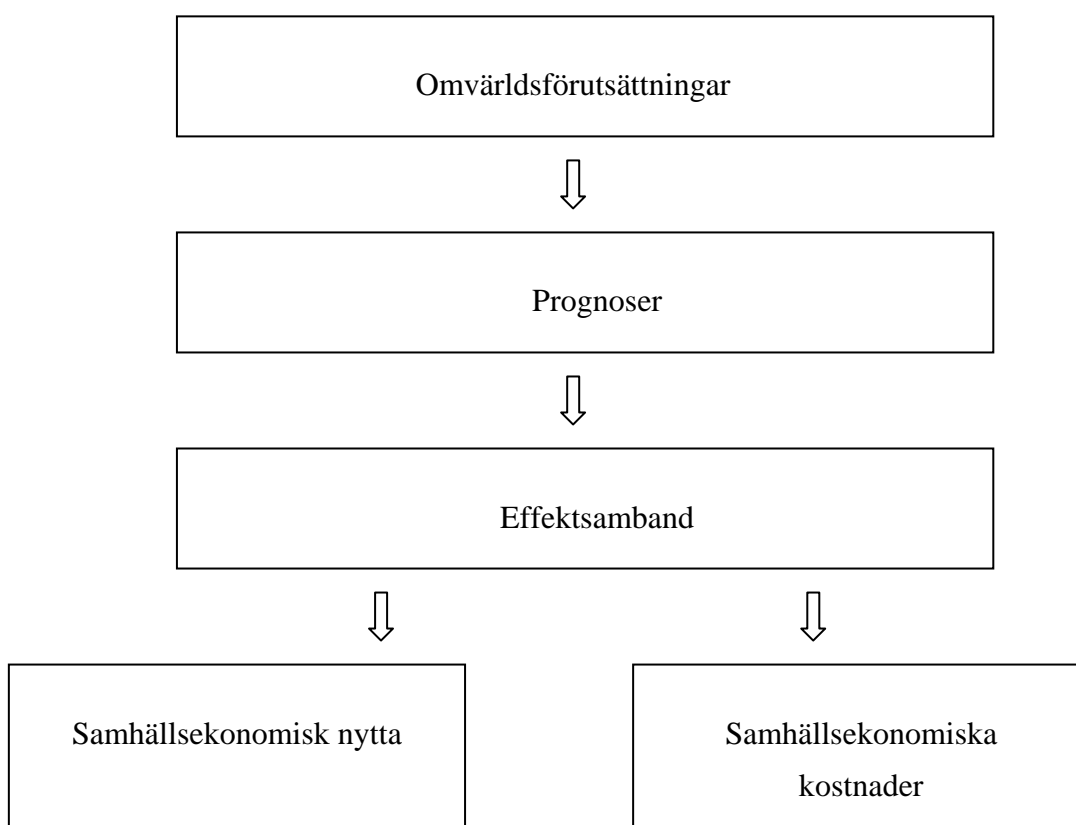 Omvärldsförutsättningar
Prognoser
Effektsamband
Samhällsekonomisk nytta
Samhällsekonomiska
kostnader